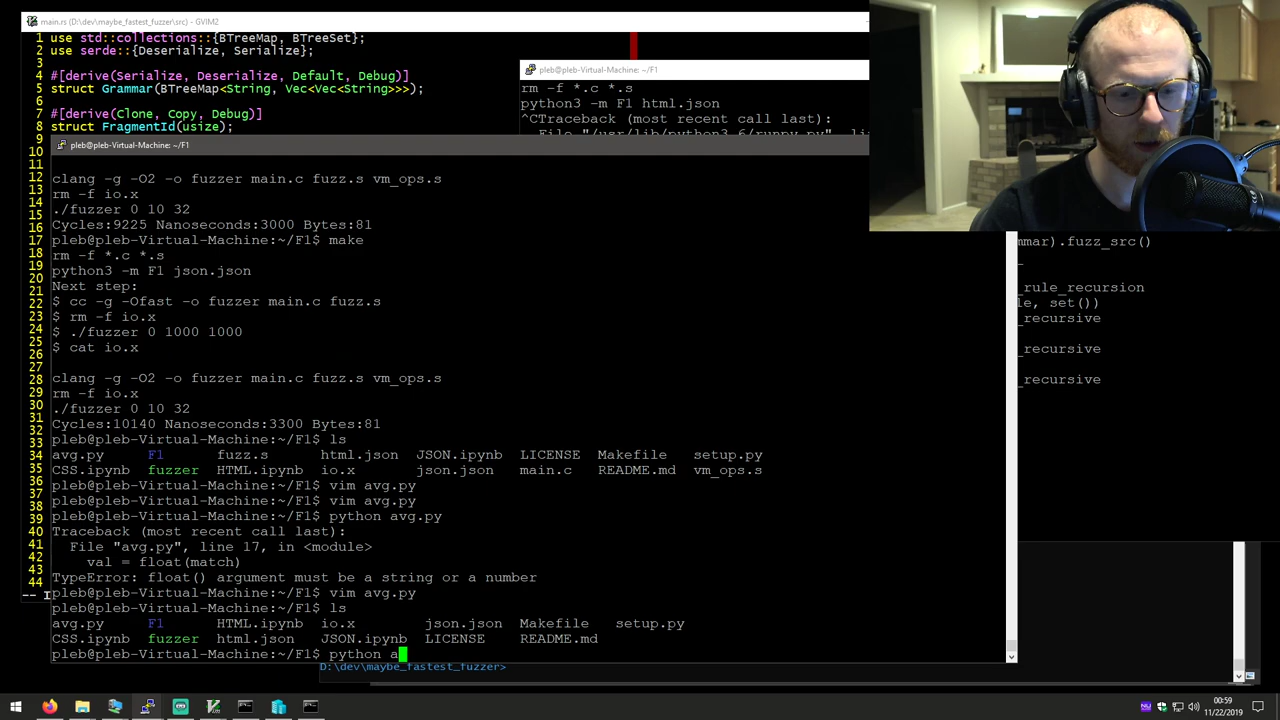 main.rs (D:\dev\maybe_fastest_fuzzer\src) - GVIM2
1 use std::collections::{BTreeMap, BTreeSet};
2 use serde::{Deserialize, Serialize};
3
4 #[derive(Serialize, Deserialize, Default, Debug)]
5 struct Grammar(BTreeMap<String, Vec<Vec<String>>>);
6
7 #[derive(Clone, Copy, Debug)]
8 struct FragmentId(usize);
9
10
11
12
13
14
15
16
17
18
19
20
21
22
23
24
25
26
27
28
29
30
31
32
33
34
35
36
37
38
39
40
41
42
43
44
-- I
pleb@pleb-Virtual-Machine: ~/F1
rm -f *.c *.s
python3 -m F1 html.json
^CTraceback (most recent call last):
File "/usr/lib/python3.6/runpy.py", li
pleb@pleb-Virtual-Machine: ~/F1
clang -g -O2 -o fuzzer main.c fuzz.s vm_ops.s
rm -f io.x
./fuzzer 0 10 32
Cycles:9225 Nanoseconds:3000 Bytes:81
pleb@pleb-Virtual-Machine:~/F1$ make
rm -f *.c *.s
python3 -m F1 json.json
Next step:
$ cc -g -Ofast -o fuzzer main.c fuzz.s
$ rm -f io.x
$ ./fuzzer 0 1000 1000
$ cat io.x
clang -g -O2 -o fuzzer main.c fuzz.s vm_ops.s
rm -f io.x
./fuzzer 0 10 32
Cycles:10140 Nanoseconds:3300 Bytes:81
pleb@pleb-Virtual-Machine:~/F1$ ls
avg.py F1 fuzz.s html.json JSON.ipynb LICENSE Makefile setup.py
CSS.ipynb fuzzer HTML.ipynb io.x json.json main.c README.md vm_ops.s
pleb@pleb-Virtual-Machine:~/F1$ vim avg.py
pleb@pleb-Virtual-Machine:~/F1$ vim avg.py
pleb@pleb-Virtual-Machine:~/F1$ python avg.py
Traceback (most recent call last):
File "avg.py", line 17, in <module>
val = float(match)
TypeError: float() argument must be a string or a number
pleb@pleb-Virtual-Machine:~/F1$ vim avg.py
pleb@pleb-Virtual-Machine:~/F1$ ls
avg.py F1 HTML.ipynb io.x json.json Makefile setup.py
CSS.ipynb fuzzer html.json JSON.ipynb LICENSE README.md
pleb@pleb-Virtual-Machine:~/F1$ python a
mmar).fuzz_src()
_rule_recursion
le, set())
_recursive
_recursive
_recursive
D:\dev\maybe_fastest_fuzzer>
00:59
11/22/2019